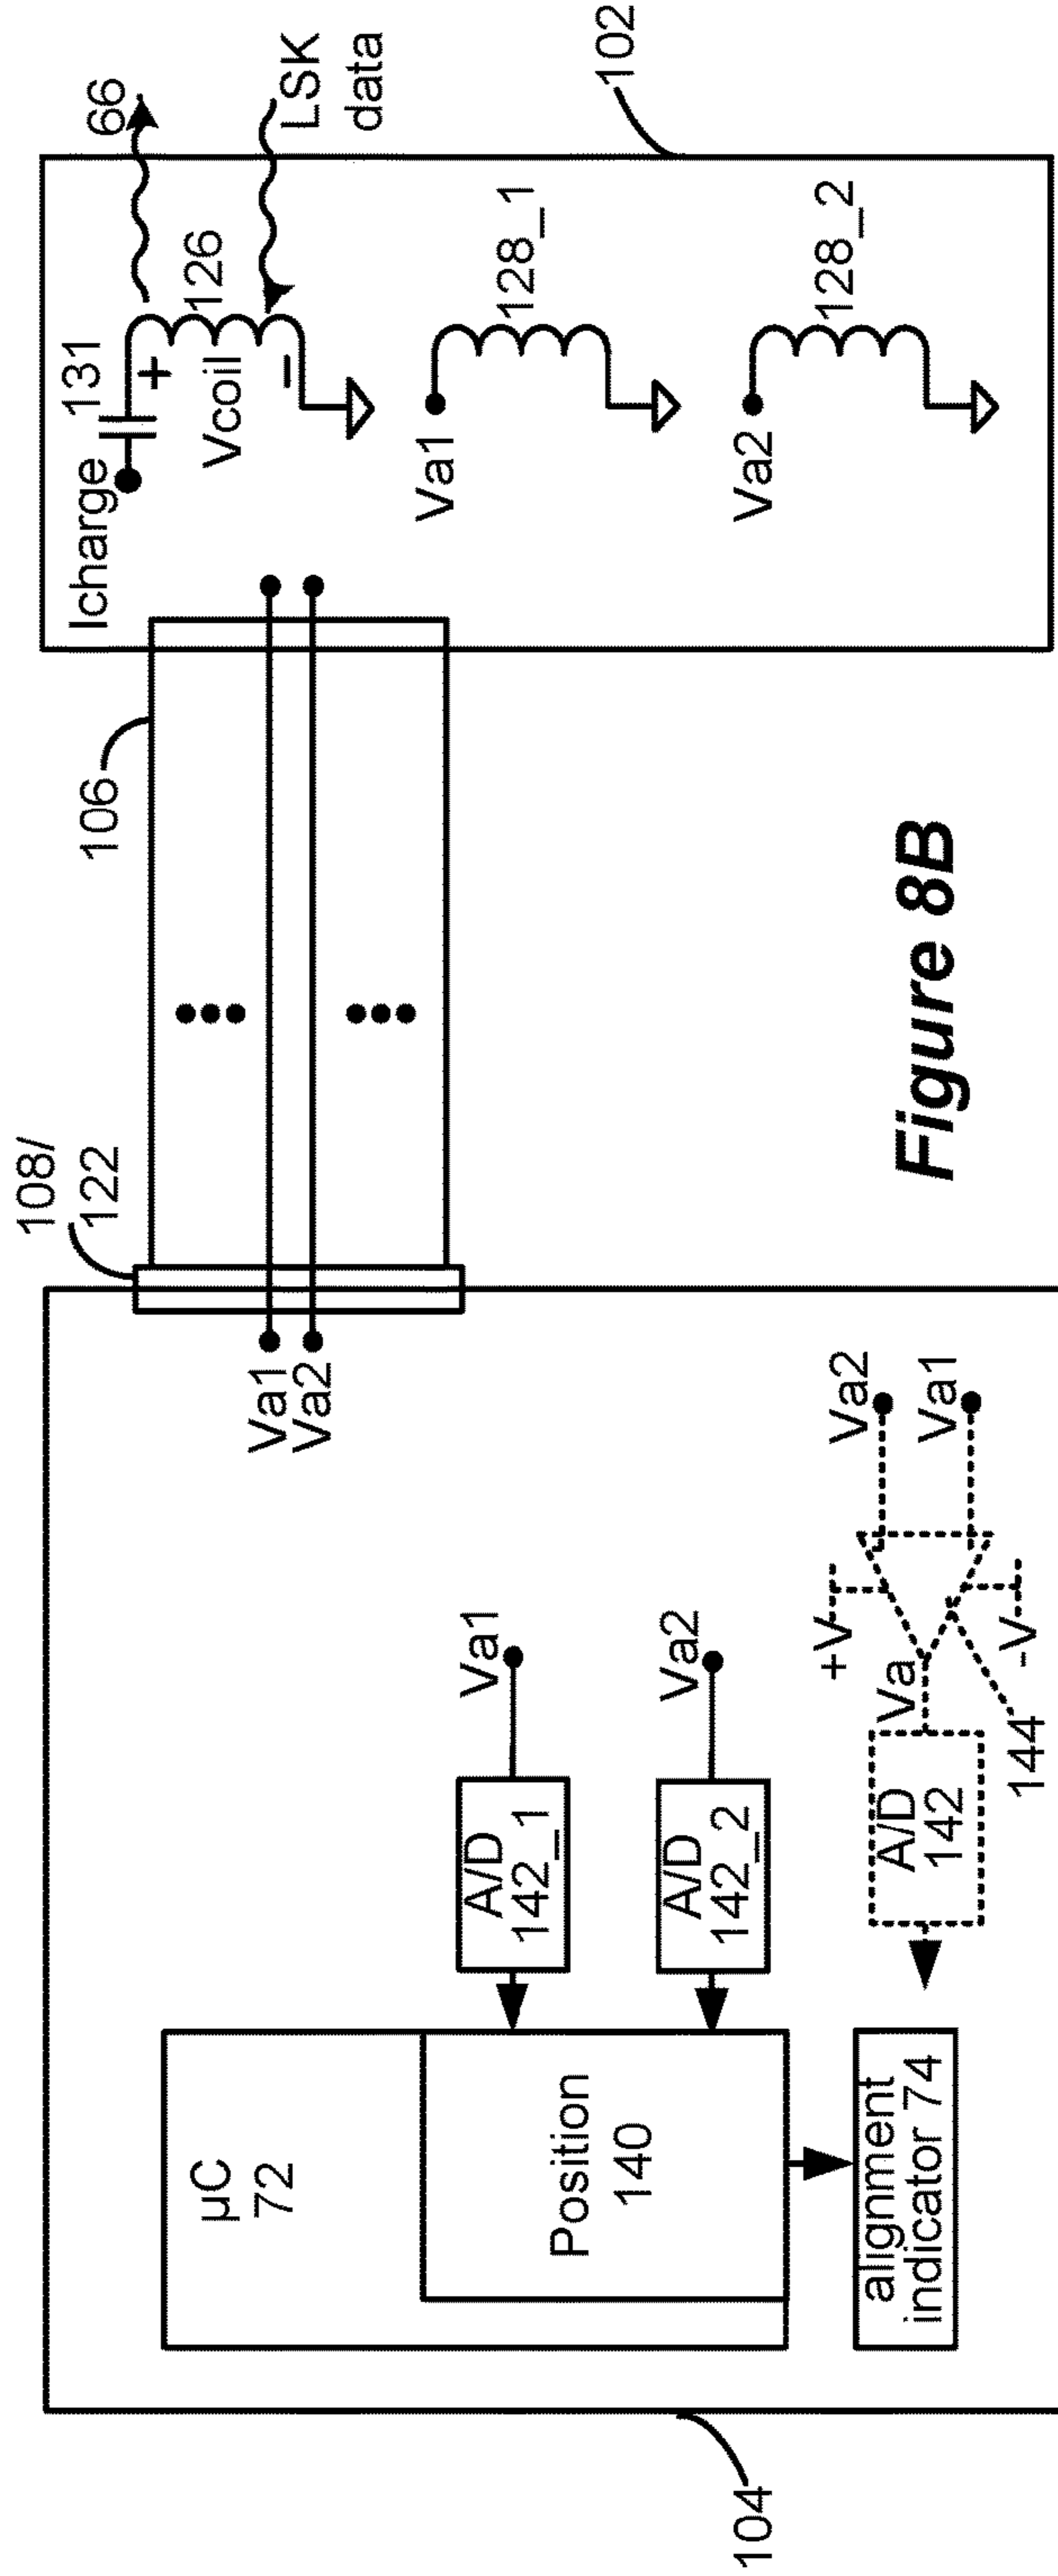 108/
122
106
Icharge
131
66
+
Vcoil
126
−
LSK
data
102
Va1
128_1
Va2
128_2
Va1
Va2
µC
72
Position
140
A/D
142_1
Va1
A/D
142_2
Va2
alignment
indicator 74
A/D
142
Va
+V
-V
144
Va2
Va1
104
Figure 8B